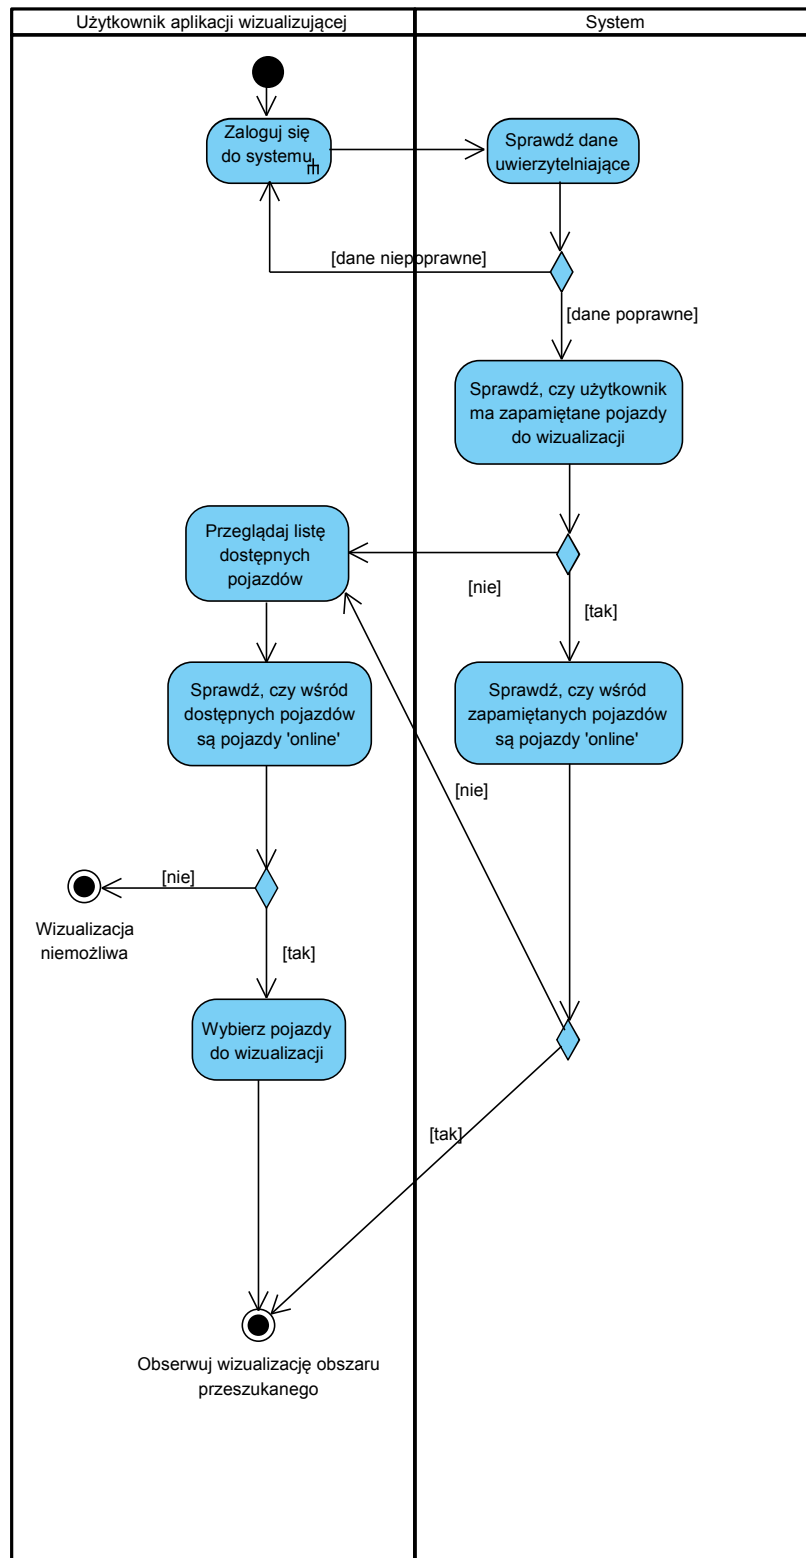 Użytkownik aplikacji wizualizującej
System
Zaloguj się
do systemu
Sprawdź dane
uwierzytelniające
[dane niepoprawne]
[dane poprawne]
Sprawdź, czy użytkownik
ma zapamiętane pojazdy
do wizualizacji
Przeglądaj listę
dostępnych
pojazdów
[nie]
[tak]
Sprawdź, czy wśród
dostępnych pojazdów
są pojazdy 'online'
Sprawdź, czy wśród
zapamiętanych pojazdów
są pojazdy 'online'
[nie]
[nie]
Wizualizacja
niemożliwa
[tak]
Wybierz pojazdy
do wizualizacji
[tak]
Obserwuj wizualizację obszaru
przeszukanego